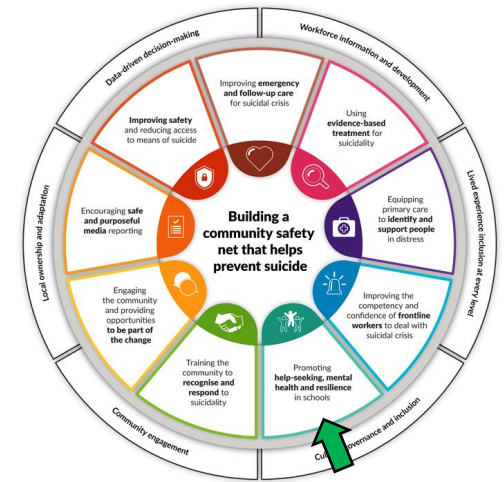 Data-driven decision-making
Workforce information and development
Lived experience inclusion at every level
governance and inclusion
Community engagement
Local ownership and adaptation
Improving emergency
and follow-up care
for suicidal crisis
Using
evidence-based
treatment for
suicidality
Equipping
primary care
to identify and
support people
in distress
Improving the
competency and
confidence of frontline
workers to deal with
suicidal crisis
Promoting
help-seeking, mental
health and resilience
in schools
Training the
community to
recognise and
respond to
suicidality
Engaging
the community
and providing
opportunities
to be part of
the change
Encouraging safe
and purposeful
media reporting
Improving safety
and reducing access
to means of suicide
Building a
community safety
net that helps
prevent suicide